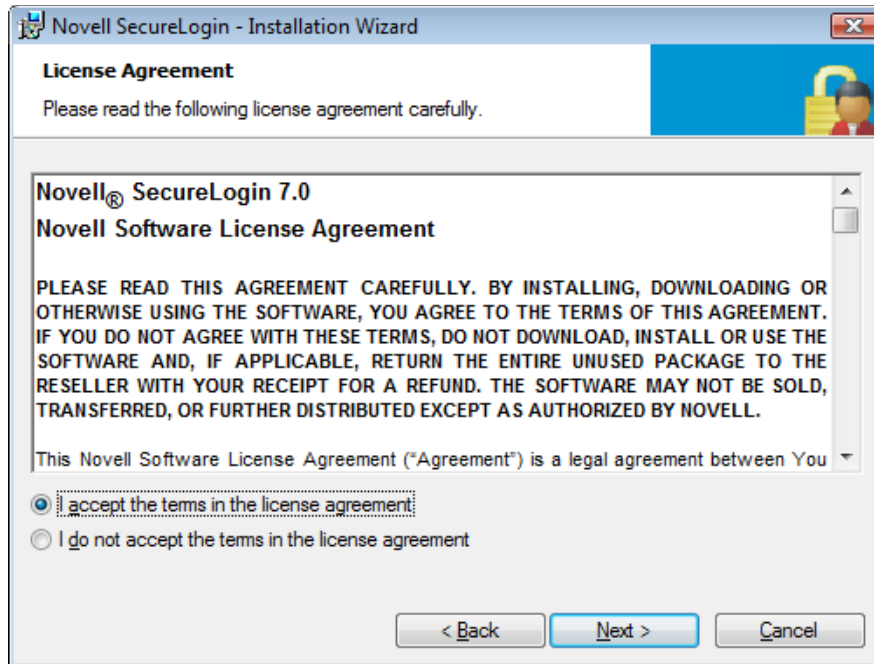 Novell SecureLogin - Installation Wizard
License Agreement
Please read the following license agreement carefully.
Novell® SecureLogin 7.0
Novell Software License Agreement
PLEASE READ THIS AGREEMENT CAREFULLY. BY INSTALLING, DOWNLOADING OR
OTHERWISE USING THE SOFTWARE, YOU AGREE TO THE TERMS OF THIS AGREEMENT.
IF YOU DO NOT AGREE WITH THESE TERMS, DO NOT DOWNLOAD, INSTALL OR USE THE
SOFTWARE AND, IF APPLICABLE, RETURN THE ENTIRE UNUSED PACKAGE TO THE
RESELLER WITH YOUR RECEIPT FOR A REFUND. THE SOFTWARE MAY NOT BE SOLD,
TRANSFERRED, OR FURTHER DISTRIBUTED EXCEPT AS AUTHORIZED BY NOVELL.
This Novell Software License Agreement (“Agreement”) is a legal agreement between You
I accept the terms in the license agreement
I do not accept the terms in the license agreement
< Back Next > Cancel